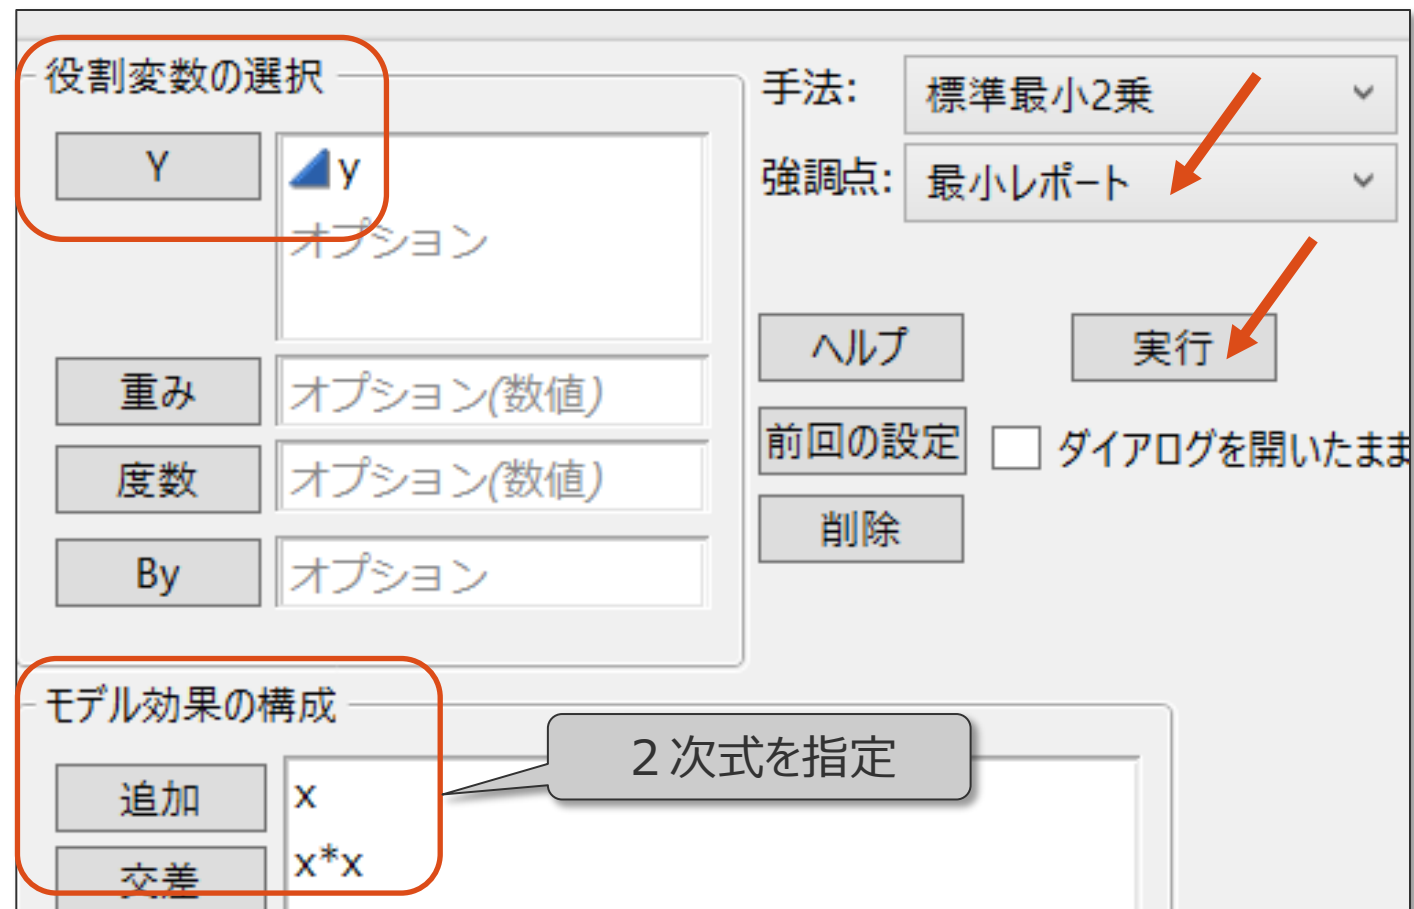 役割変数の選択
Y
y
オプション
重み
オプション(数値)
度数
オプション(数値)
By
オプション
手法:
標準最小2乗
強調点:
最小レポート
ヘルプ
実行
前回の設定
ダイアログを開いたまま
削除
モデル効果の構成
２次式を指定
追加
x
交差
x*x